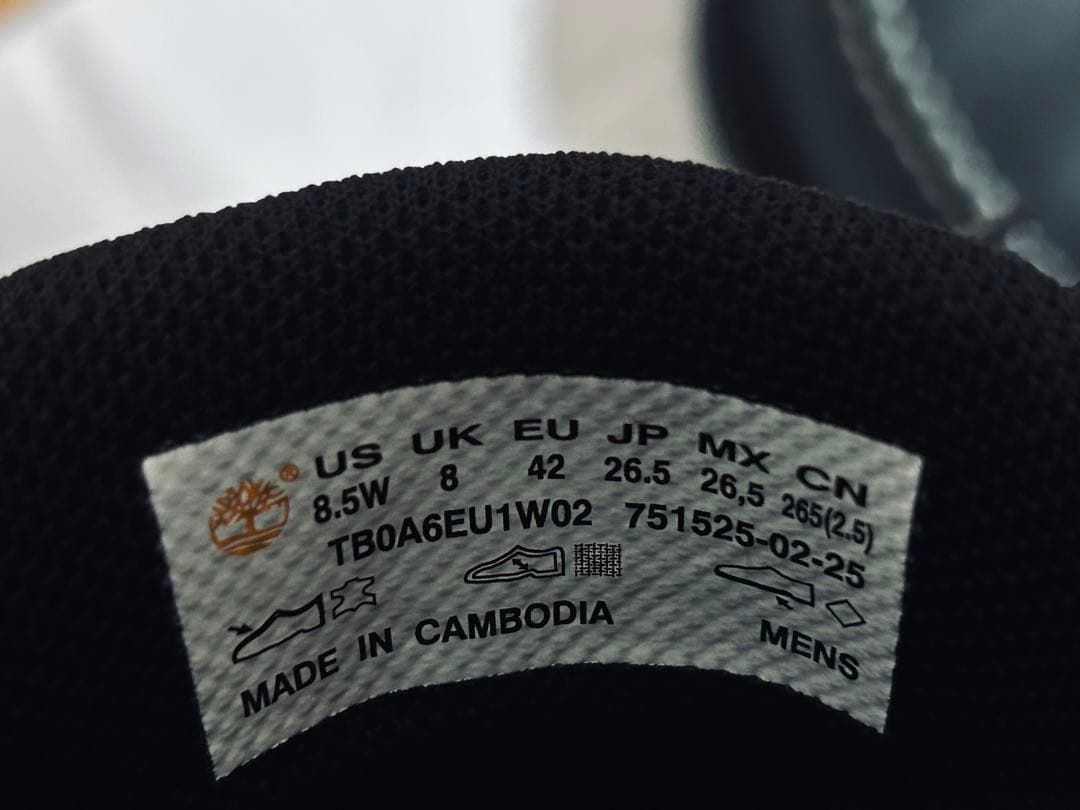 ®
US UK EU JP MX CN
8.5W 8 42 26.5 26,5 265(2.5)
TB0A6EU1W02 751525-02-25
MADE IN CAMBODIA MENS